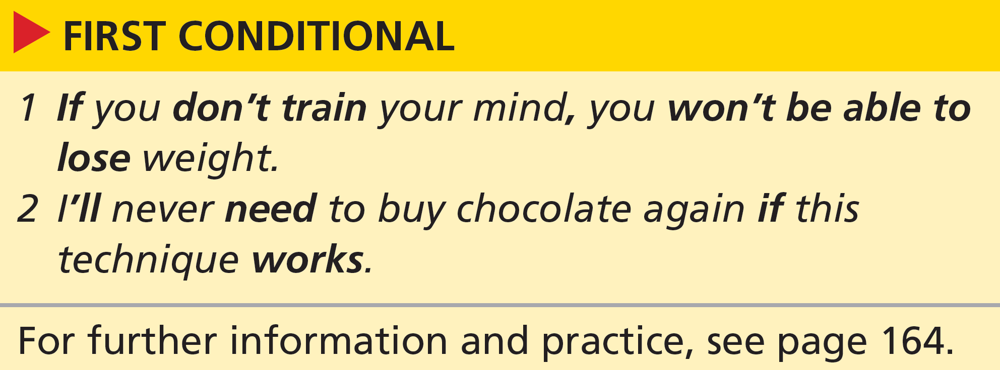 FIRST CONDITIONAL
1 If you don’t train your mind, you won’t be able to
lose weight.
2 I’ll never need to buy chocolate again if this
technique works.
For further information and practice, see page 164.